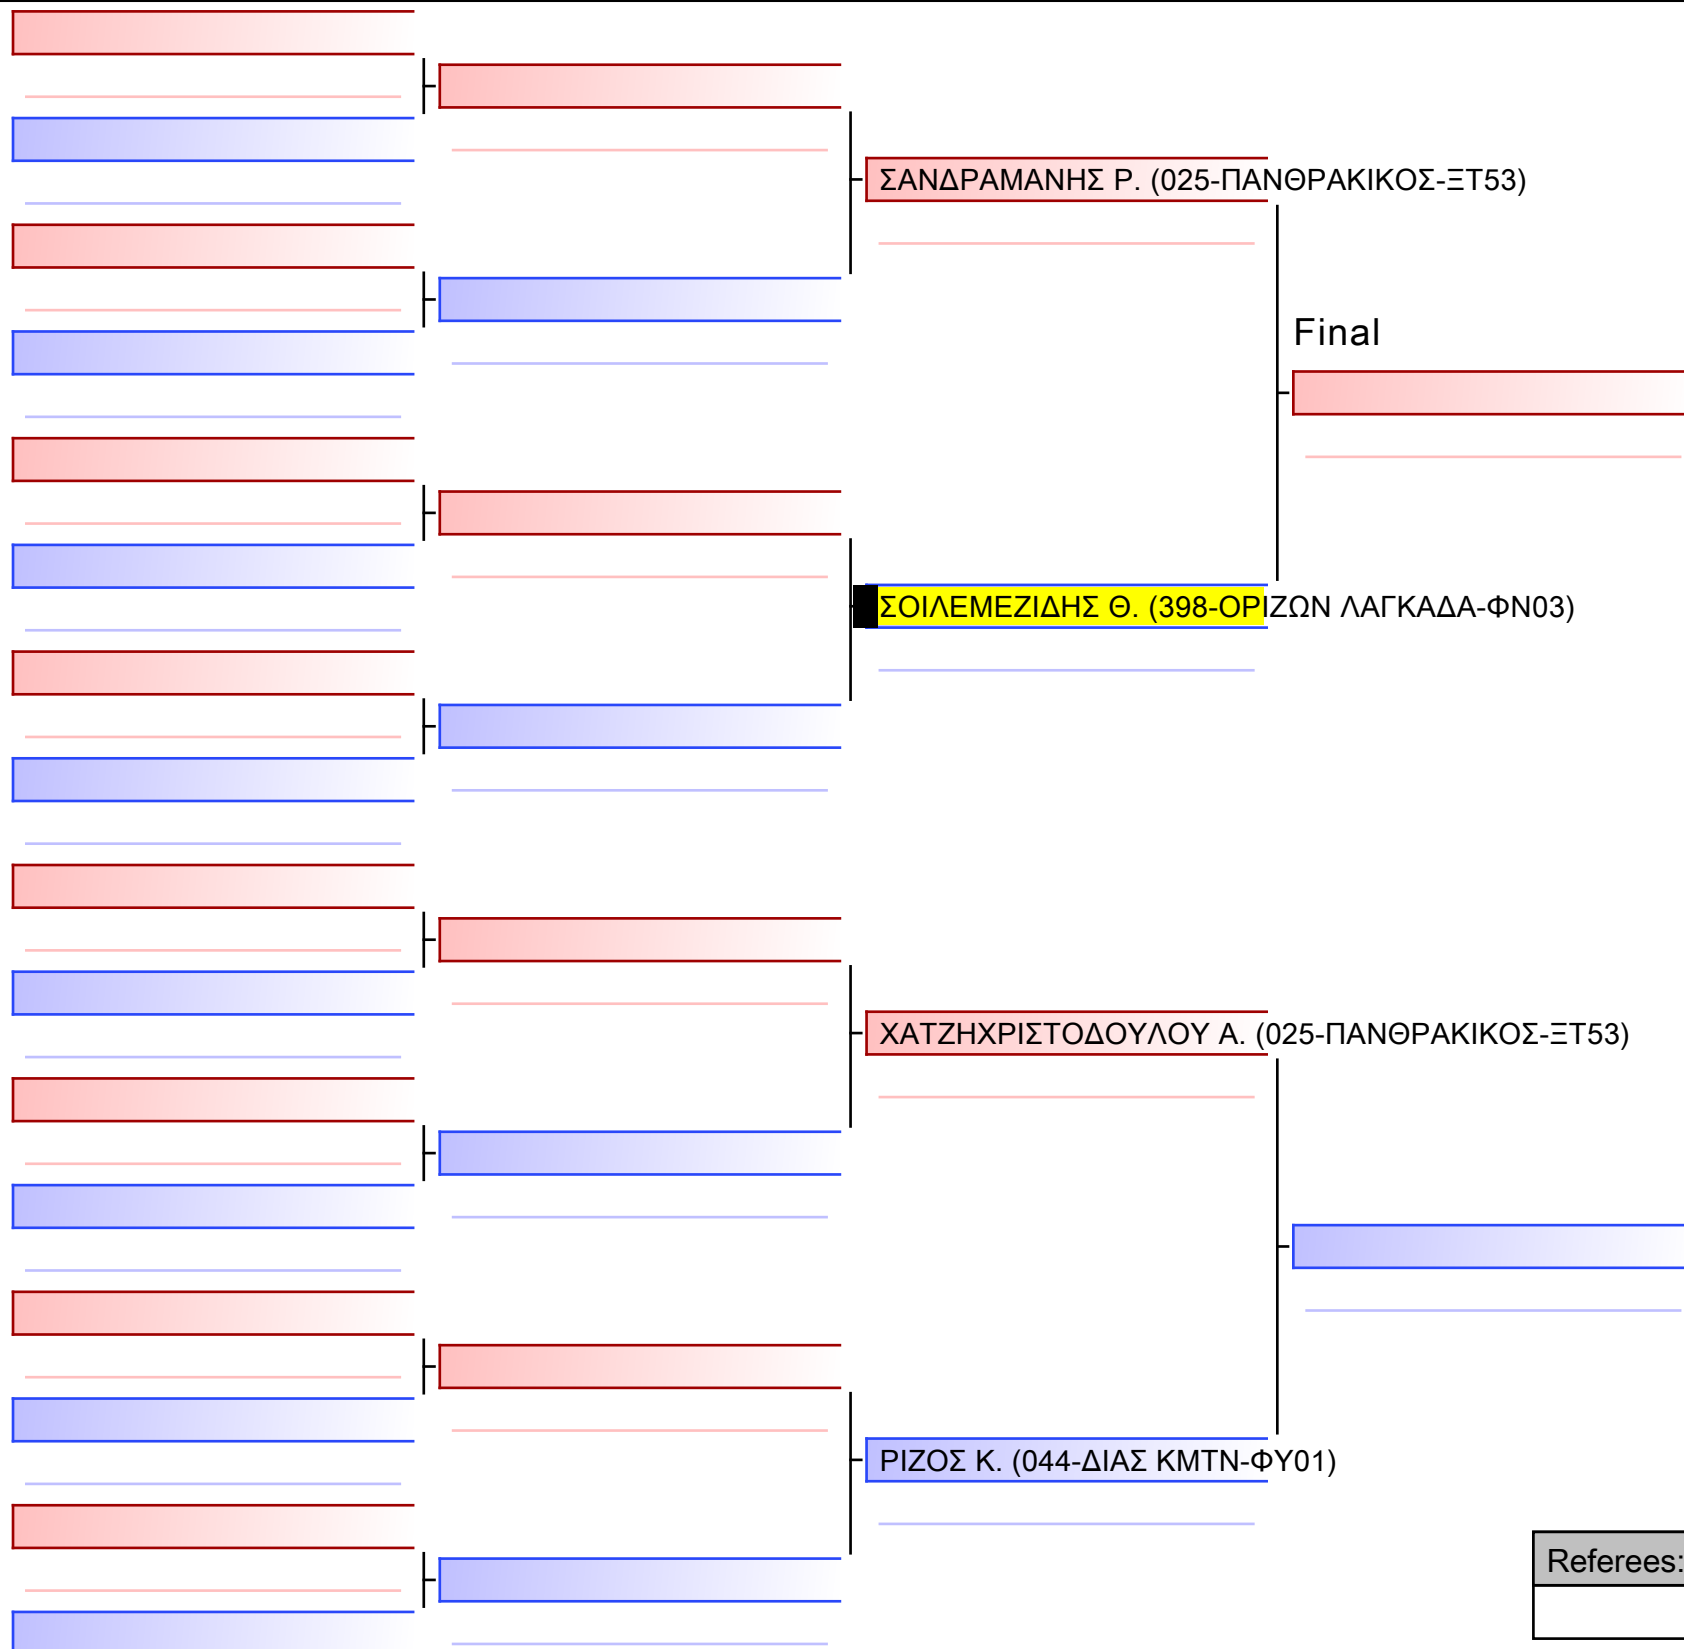 ΣΑΝΔΡΑΜΑΝΗΣ Ρ. (025-ΠΑΝΘΡΑΚΙΚΟΣ-ΞΤ53)
Final
ΣΟΙΛΕΜΕΖΙΔΗΣ Θ. (398-ΟΡΙΖΩΝ ΛΑΓΚΑΔΑ-ΦΝ03)
ΧΑΤΖΗΧΡΙΣΤΟΔΟΥΛΟΥ Α. (025-ΠΑΝΘΡΑΚΙΚΟΣ-ΞΤ53)
ΡΙΖΟΣ Κ. (044-ΔΙΑΣ ΚΜΤΝ-ΦΥ01)
Referees: